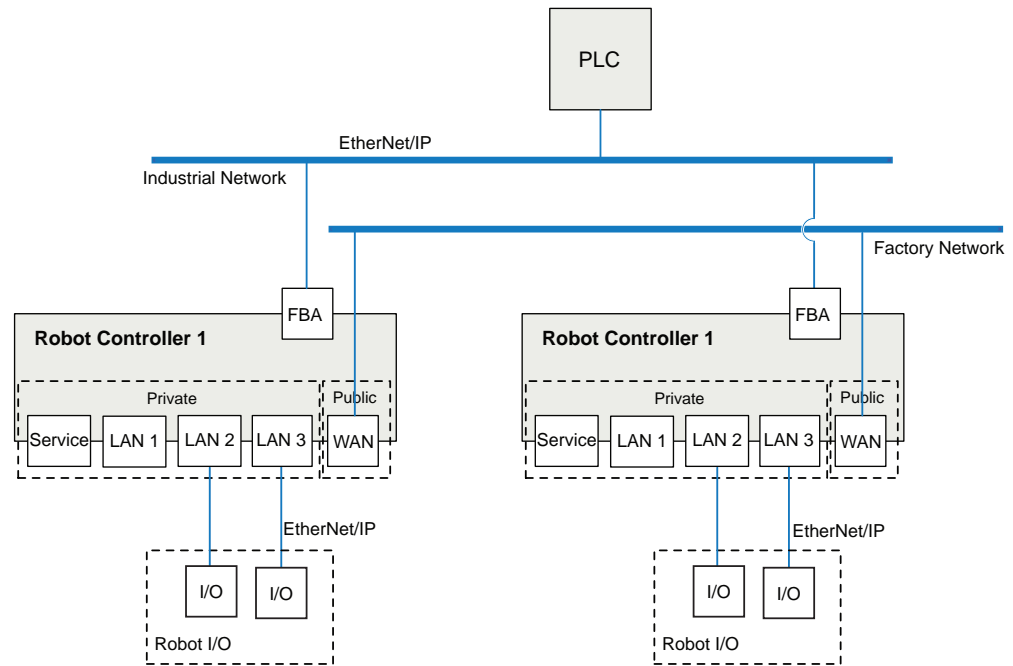 PLC
EtherNet/IP
Industrial Network
Factory Network
FBA
Robot Controller 1
Private
Public
Service
LAN 1
LAN 2
LAN 3
WAN
EtherNet/IP
I/O
I/O
Robot I/O
FBA
Robot Controller 1
Private
Public
Service
LAN 1
LAN 2
LAN 3
WAN
EtherNet/IP
I/O
I/O
Robot I/O